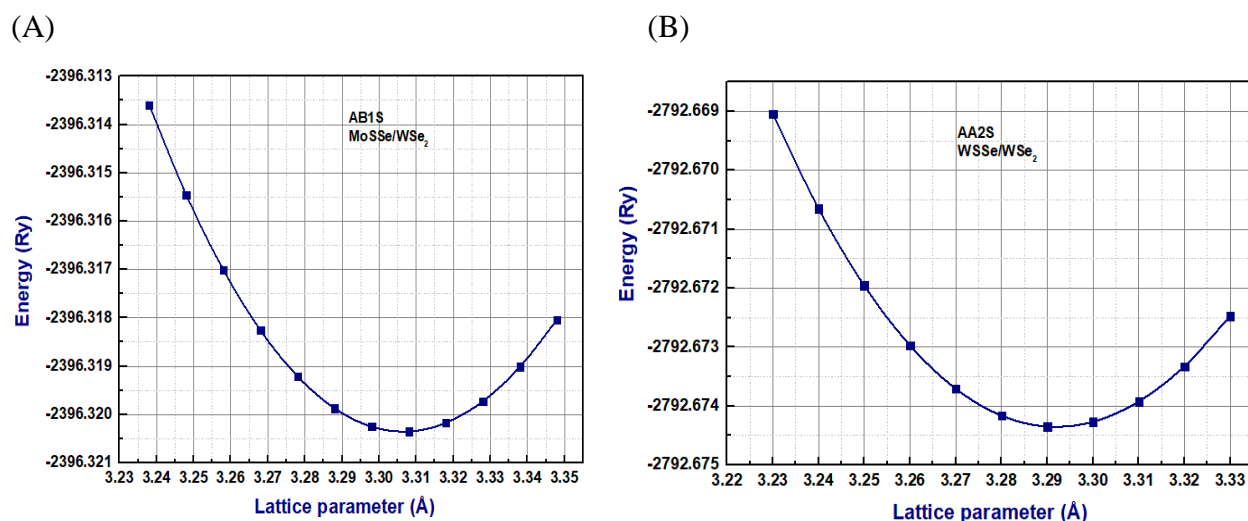 (A)
(B)
-2396.313
-2396.314
-2396.315
-2396.316
-2396.317
-2396.318
-2396.319
-2396.320
-2396.321
Energy (Ry)
AB1S
MoSSe/WSe₂
3.23 3.24 3.25 3.26 3.27 3.28 3.29 3.30 3.31 3.32 3.33 3.34 3.35
Lattice parameter (Å)
-2792.669
-2792.670
-2792.671
-2792.672
-2792.673
-2792.674
-2792.675
Energy (Ry)
AA2S
WSSe/WSe₂
3.22 3.23 3.24 3.25 3.26 3.27 3.28 3.29 3.30 3.31 3.32 3.33
Lattice parameter (Å)